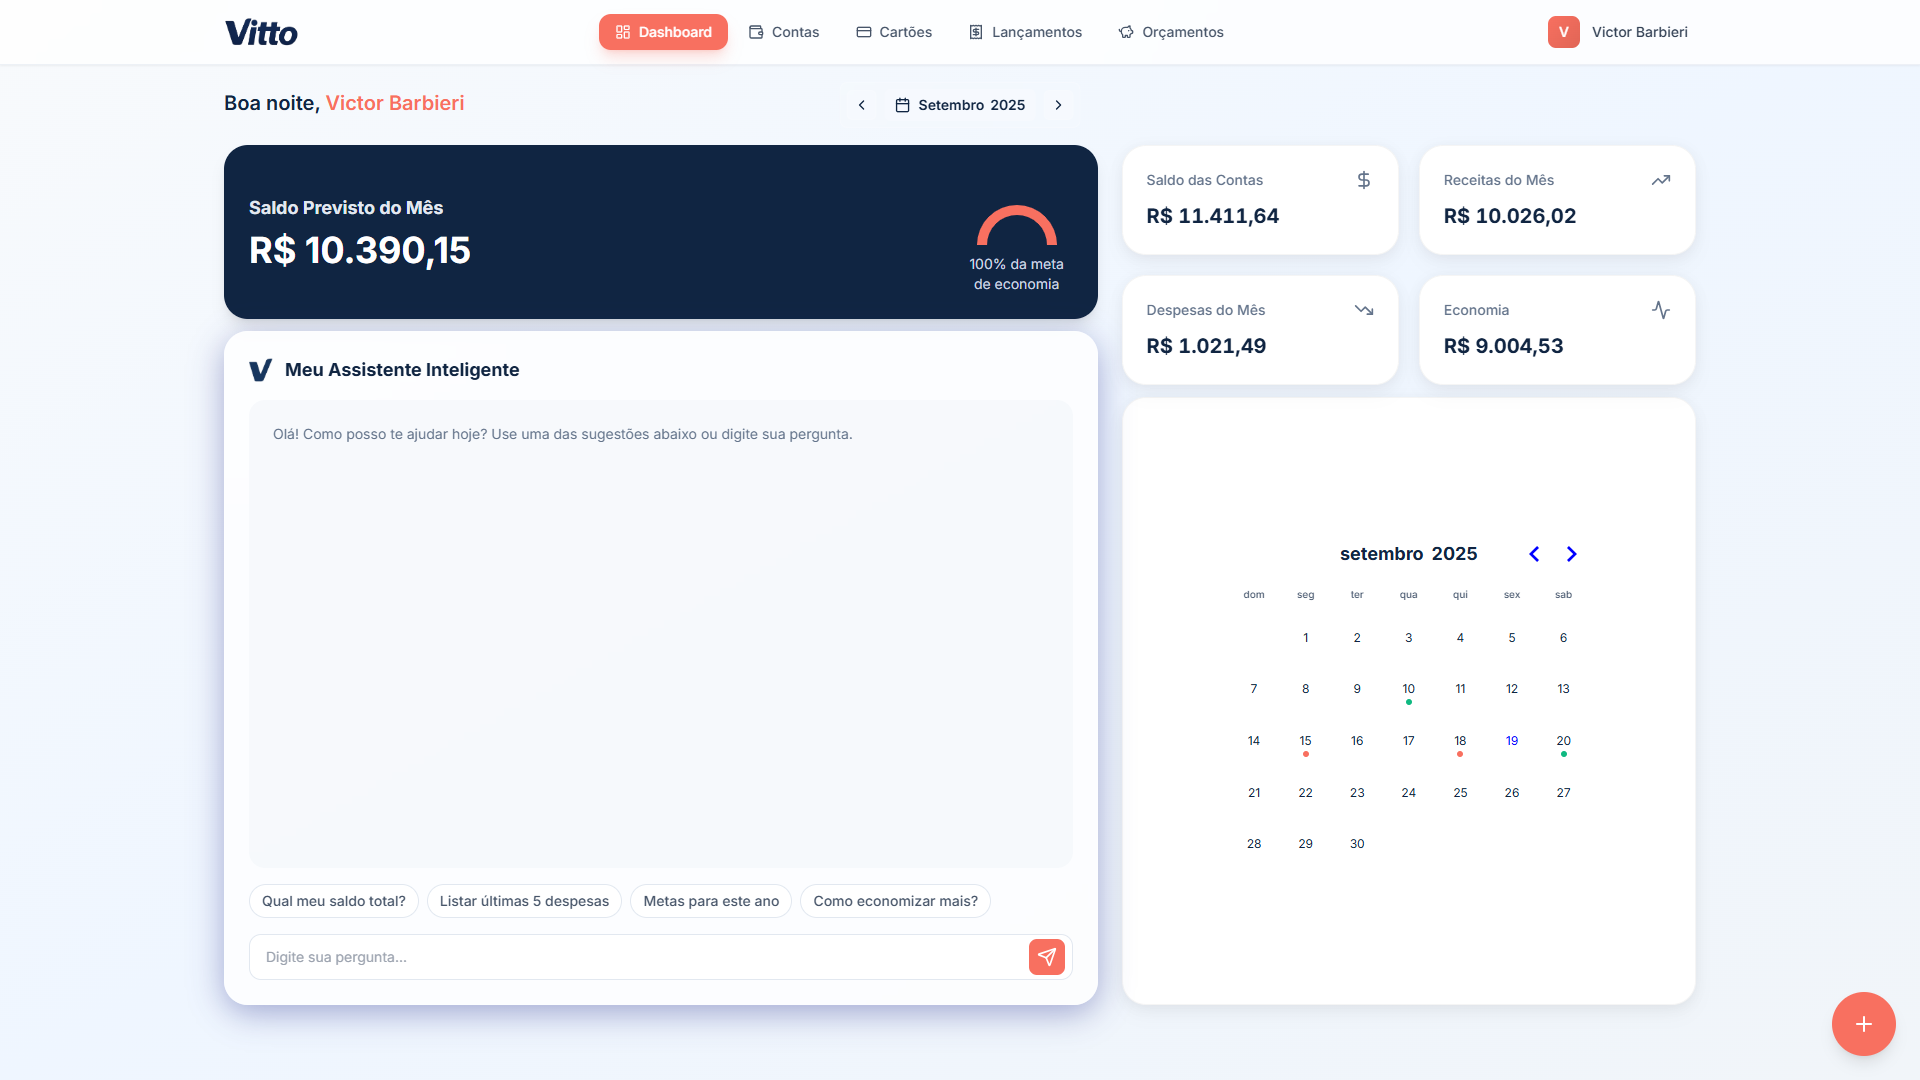 Vitto
Dashboard
Contas
Cartões
Lançamentos
Orçamentos
V
Victor Barbieri
Boa noite, Victor Barbieri
Setembro 2025
Saldo Previsto do Mês
R$ 10.390,15
100% da meta
de economia
Saldo das Contas
R$ 11.411,64
Receitas do Mês
R$ 10.026,02
Despesas do Mês
R$ 1.021,49
Economia
R$ 9.004,53
Meu Assistente Inteligente
Olá! Como posso te ajudar hoje? Use uma das sugestões abaixo ou digite sua pergunta.
Qual meu saldo total?
Listar últimas 5 despesas
Metas para este ano
Como economizar mais?
Digite sua pergunta...
setembro 2025
dom seg ter qua qui sex sab
1 2 3 4 5 6
7 8 9 10 11 12 13
14 15 16 17 18 19 20
21 22 23 24 25 26 27
28 29 30